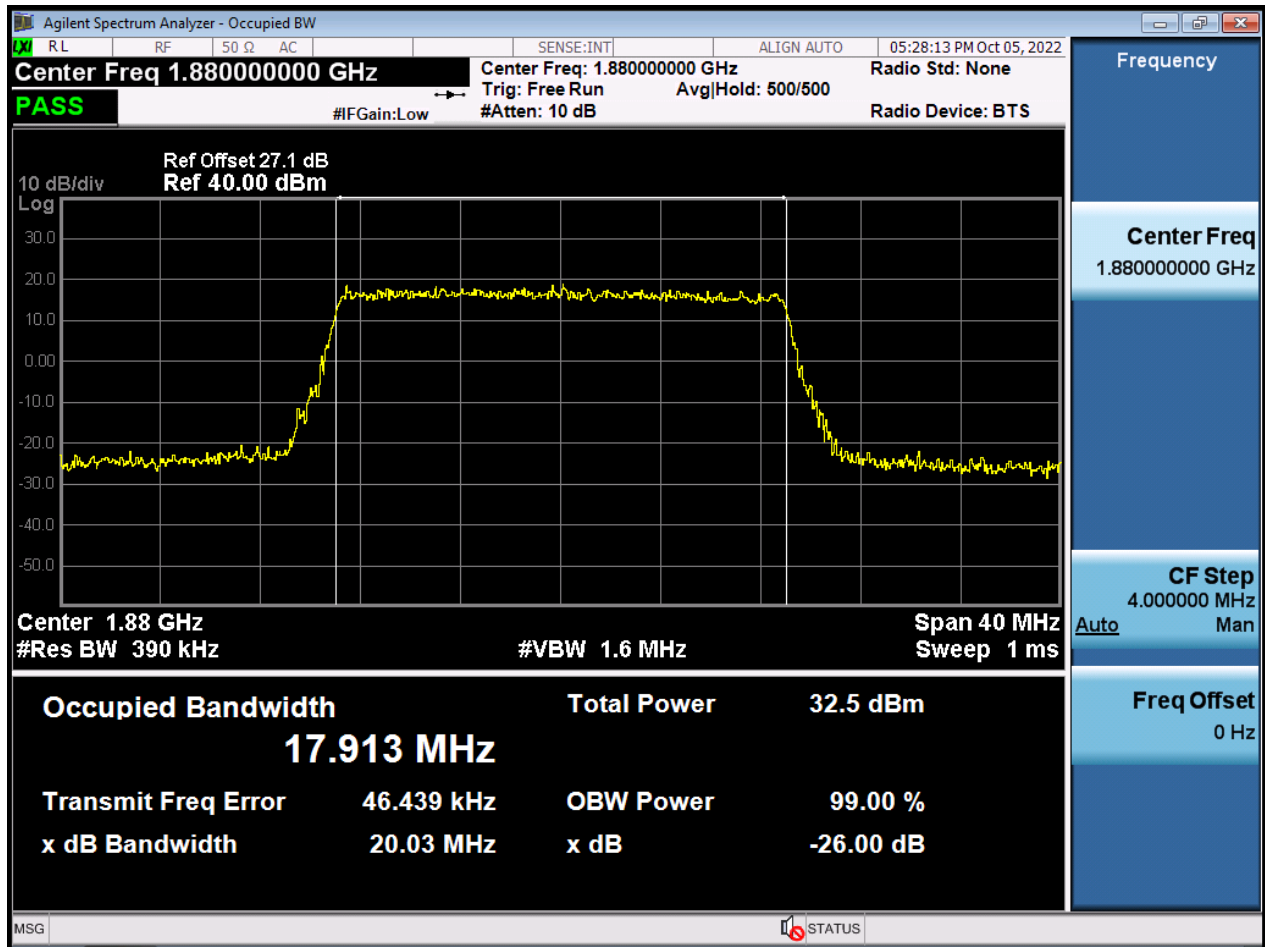 Agilent Spectrum Analyzer - Occupied BW
LXI RL RF 50 Ω AC SENSE:INT ALIGN AUTO 05:28:13 PM Oct 05, 2022
Center Freq 1.880000000 GHz
PASS
#IFGain:Low
Center Freq: 1.880000000 GHz
Trig: Free Run Avg|Hold: 500/500
#Atten: 10 dB
Radio Std: None
Radio Device: BTS
Ref Offset 27.1 dB
10 dB/div Ref 40.00 dBm
Log
30.0
20.0
10.0
0.00
-10.0
-20.0
-30.0
-40.0
-50.0
Center 1.88 GHz Span 40 MHz
#Res BW 390 kHz #VBW 1.6 MHz Sweep 1 ms
Occupied Bandwidth Total Power 32.5 dBm
17.913 MHz
Transmit Freq Error 46.439 kHz OBW Power 99.00 %
x dB Bandwidth 20.03 MHz x dB -26.00 dB
Frequency
Center Freq
1.880000000 GHz
CF Step
4.000000 MHz
Auto Man
Freq Offset
0 Hz
MSG STATUS